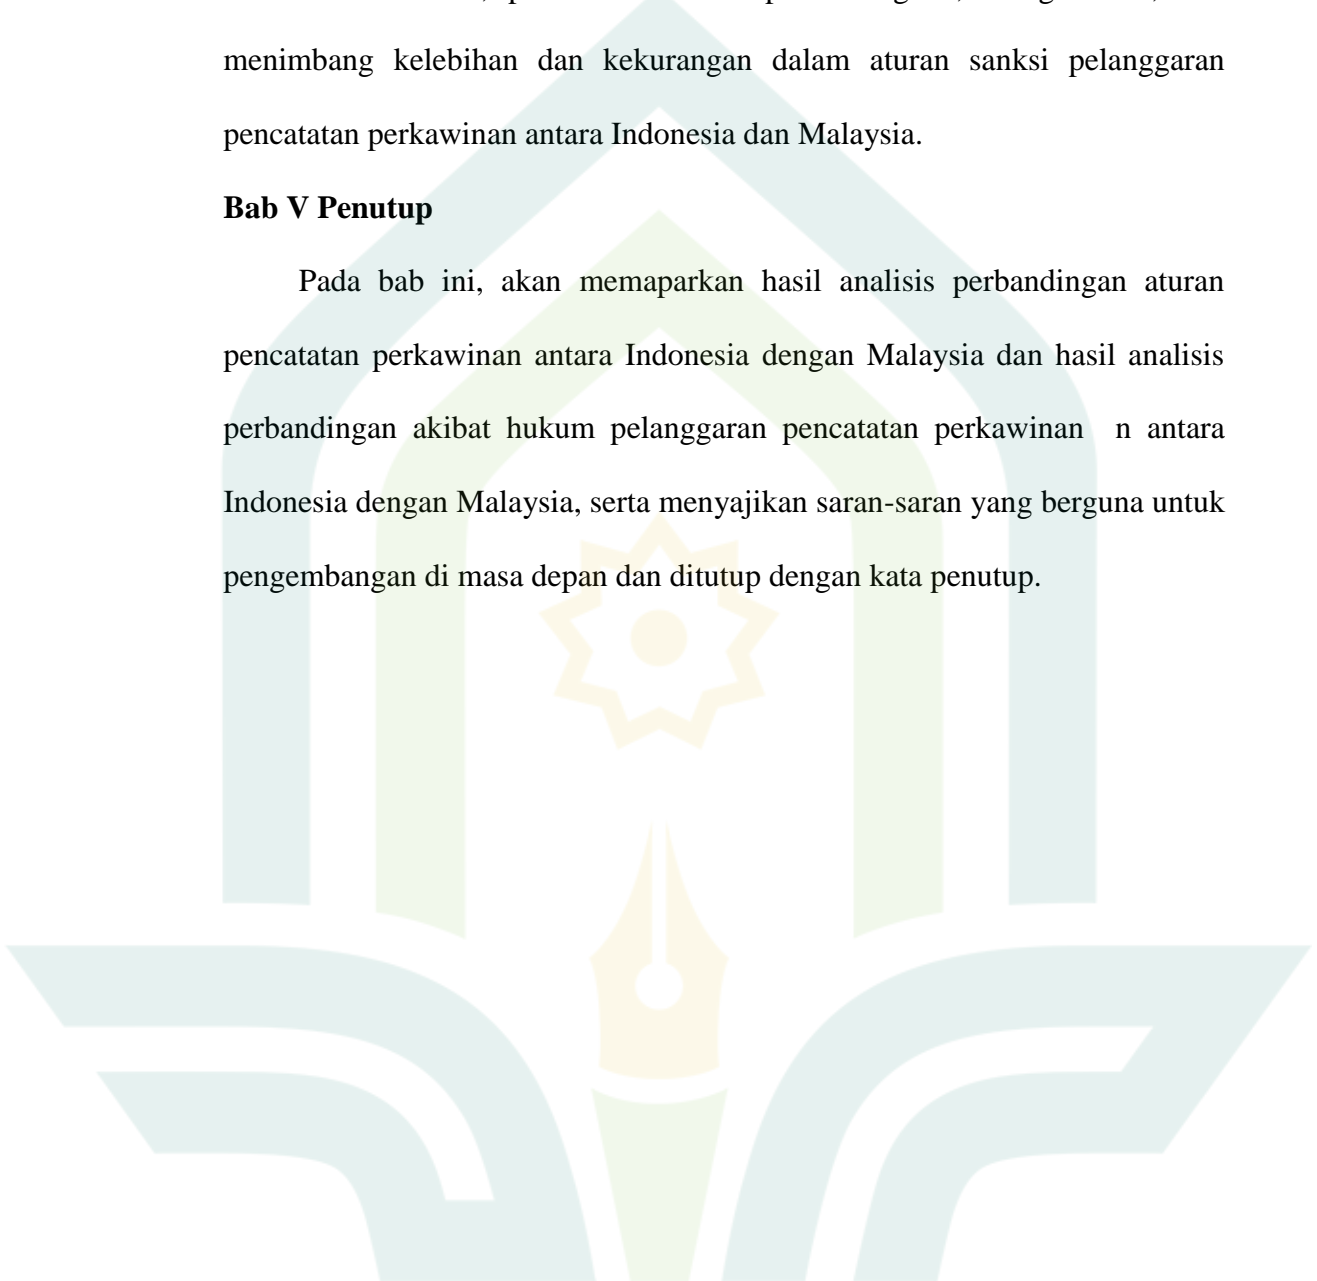 menimbang kelebihan dan kekurangan dalam aturan sanksi pelanggaran
pencatatan perkawinan antara Indonesia dan Malaysia.
Bab V Penutup
Pada bab ini, akan memaparkan hasil analisis perbandingan aturan
pencatatan perkawinan antara Indonesia dengan Malaysia dan hasil analisis
perbandingan akibat hukum pelanggaran pencatatan perkawinan n antara
Indonesia dengan Malaysia, serta menyajikan saran-saran yang berguna untuk
pengembangan di masa depan dan ditutup dengan kata penutup.